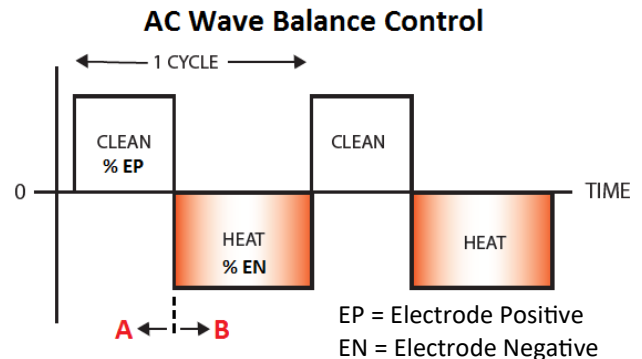 AC Wave Balance Control
1 CYCLE
CLEAN
% EP
CLEAN
0
TIME
HEAT
% EN
HEAT
A
B
EP = Electrode Positive
EN = Electrode Negative